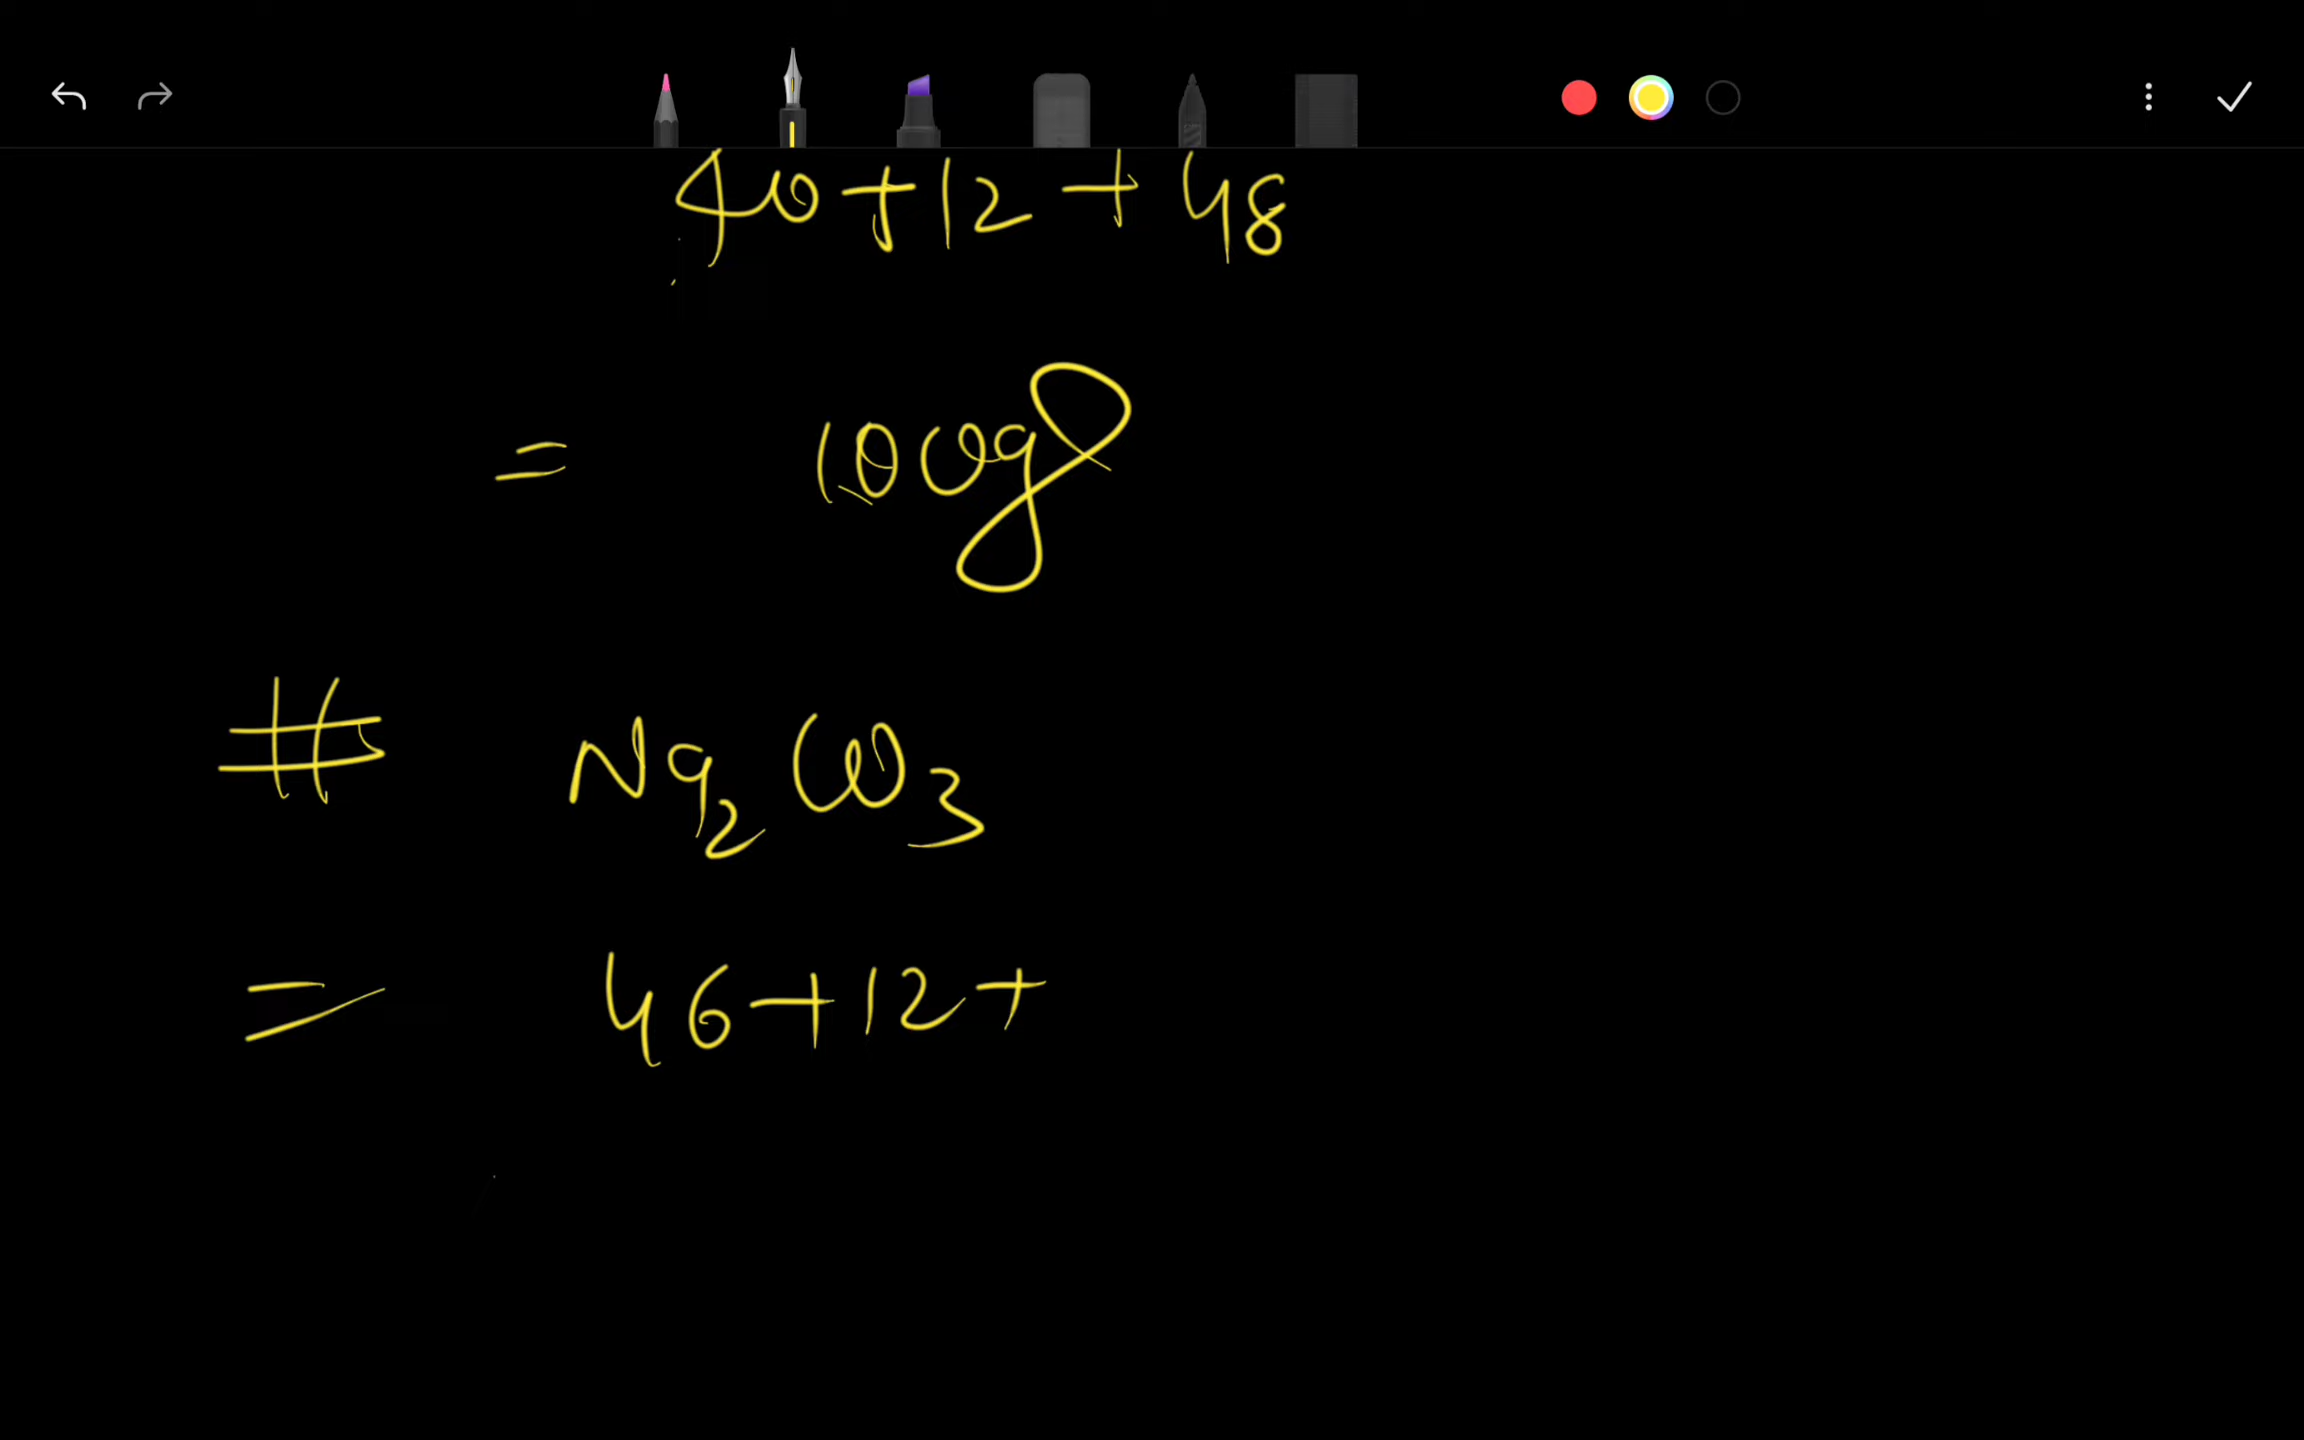 40+12+48
= 100g
# Na2CO3
= 46+12+